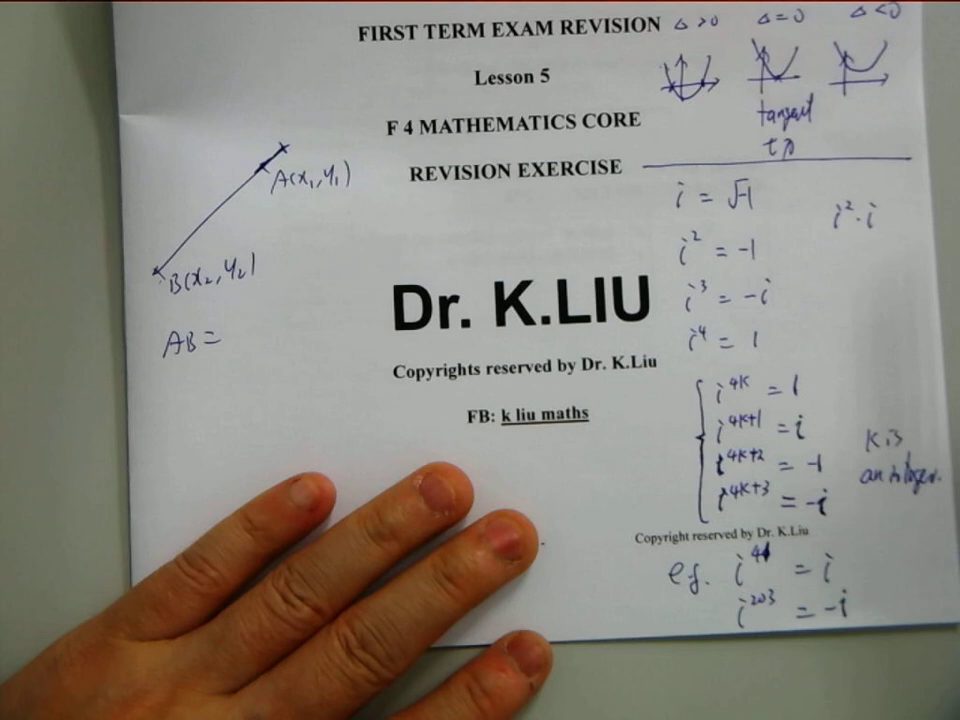 FIRST TERM EXAM REVISION
Δ >0 Δ =0 Δ <0
Lesson 5
F 4 MATHEMATICS CORE
tangent
REVISION EXERCISE
A(x₁, y₁)
B(x₂, y₂)
AB =
i = √-1
i² · i
i² = -1
i³ = -i
i⁴ = 1
Dr. K.LIU
Copyrights reserved by Dr. K.Liu
FB: k liu maths
i^4K = 1
i^4K+1 = i
i^4K+2 = -1
i^4K+3 = -i
K is
an integer.
Copyright reserved by Dr. K.Liu
e.g. i^41 = i
i^203 = -i